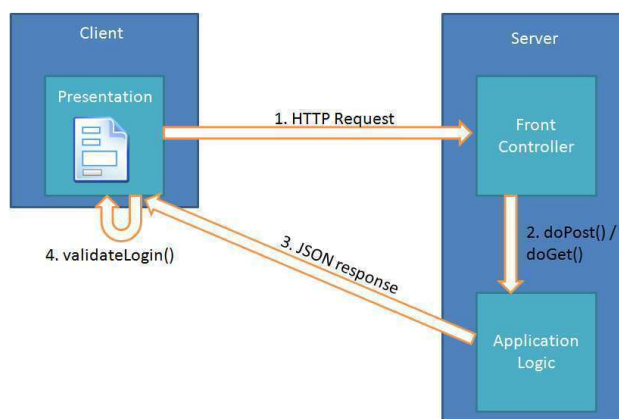 Client
Server
Presentation
1. HTTP Request
Front
Controller
2. doPost() /
doGet()
3. JSON response
4. validateLogin()
Application
Logic